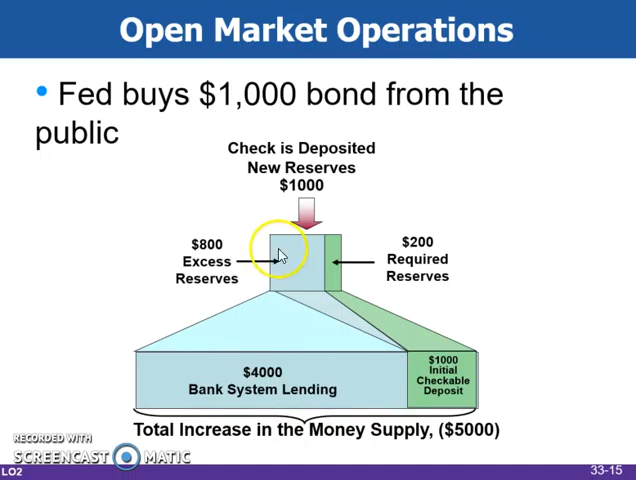 Open Market Operations
• Fed buys $1,000 bond from the
public
Check is Deposited
New Reserves
$1000
$800
Excess
Reserves
$200
Required
Reserves
$4000
Bank System Lending
$1000
Initial
Checkable
Deposit
Total Increase in the Money Supply, ($5000)
RECORDED WITH
SCREENCAST MATIC
LO2
33-15